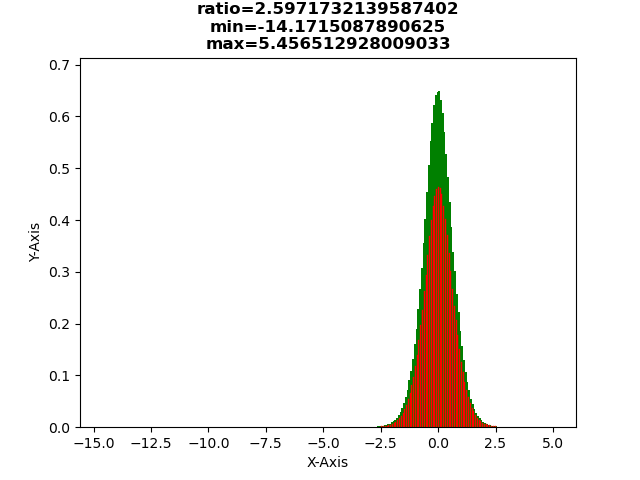 ratio=2.5971732139587402
min=-14.1715087890625
max=5.456512928009033
0.7
0.6
0.5
0.4
0.3
0.2
0.1
0.0
Y-Axis
−15.0 −12.5 −10.0 −7.5 −5.0 −2.5 0.0 2.5 5.0
X-Axis